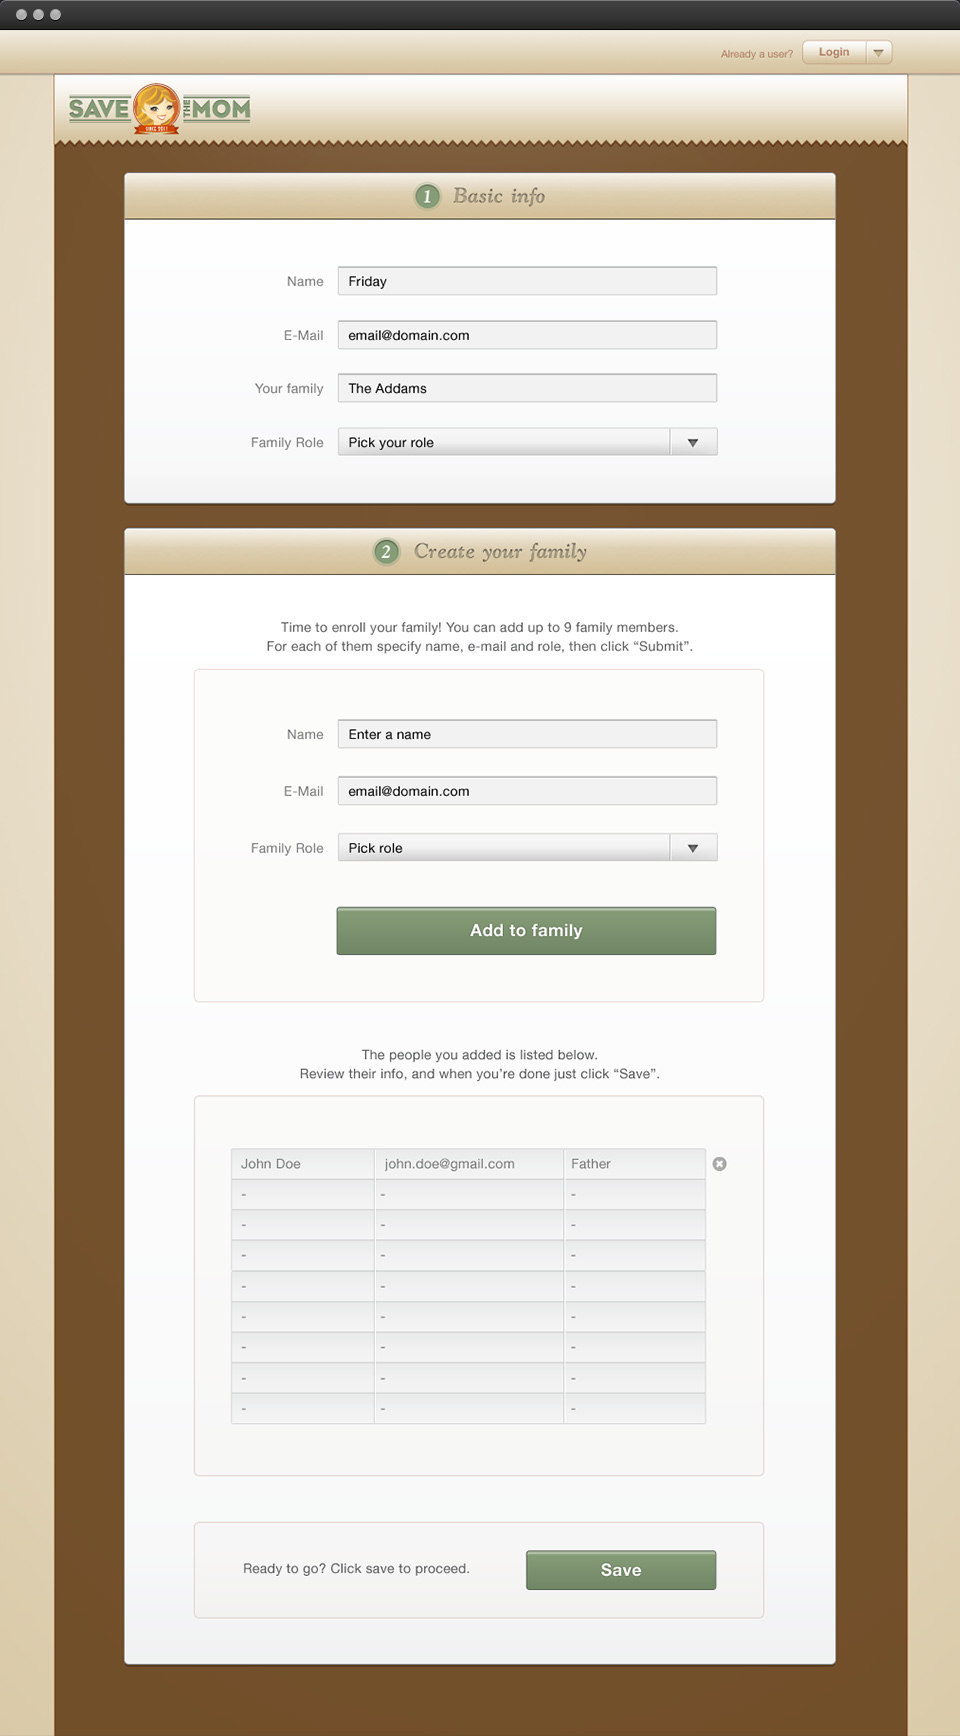 Already a user? Login
SAVE THE MOM
SINCE 2011
1 Basic info
Name Friday
E-Mail email@domain.com
Your family The Addams
Family Role Pick your role
2 Create your family
Time to enroll your family! You can add up to 9 family members.
For each of them specify name, e-mail and role, then click “Submit”.
Name Enter a name
E-Mail email@domain.com
Family Role Pick role
Add to family
The people you added is listed below.
Review their info, and when you’re done just click “Save”.
John Doe john.doe@gmail.com Father
- - -
- - -
- - -
- - -
- - -
- - -
- - -
- - -
Ready to go? Click save to proceed. Save